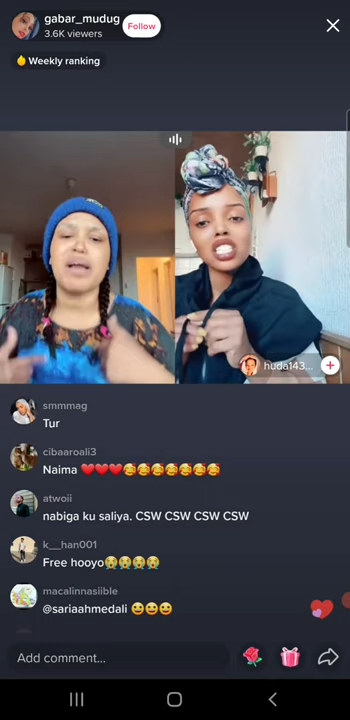 gabar_mudug
Follow
3.6K viewers
Weekly ranking
huda143...
smmmag
Tur
cibaaroali3
Naima ❤️❤️❤️🥰🥰🥰🥰🥰🥰🥰
atwoii
nabiga ku saliya. CSW CSW CSW CSW
k__han001
Free hooyo😭😭😭😭
macalinnasiible
@sariaahmedali 😀😀😀
Add comment...